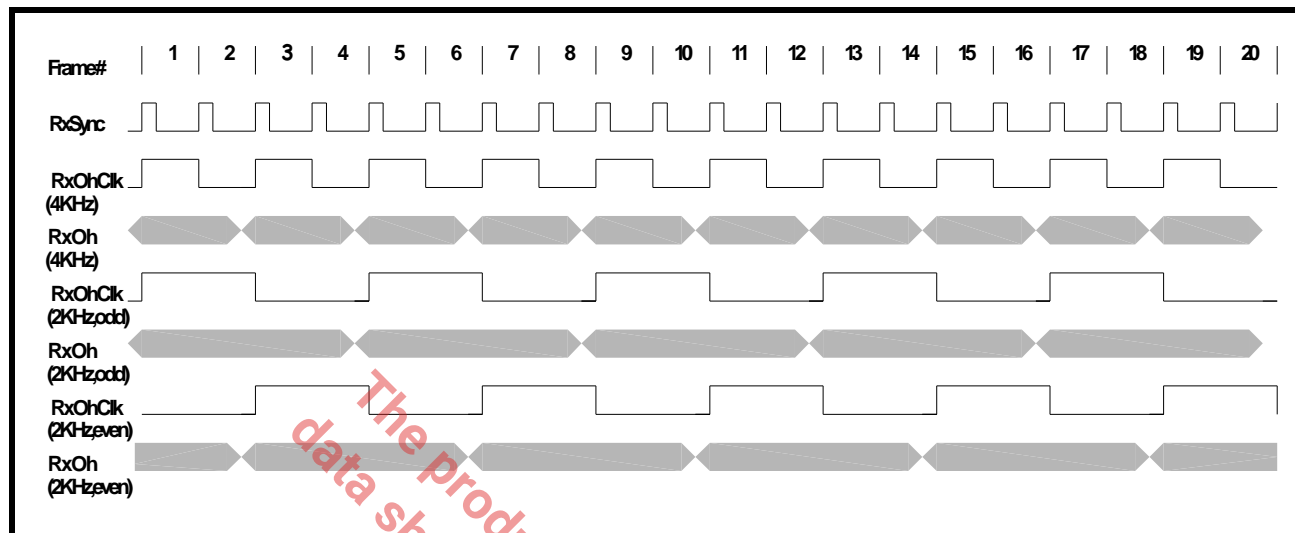 Frame# 1 2 3 4 5 6 7 8 9 10 11 12 13 14 15 16 17 18 19 20
RxSync
RxOhClk
(4KHz)
RxOh
(4KHz)
RxOhClk
(2KHz,odd)
RxOh
(2KHz,odd)
RxOhClk
(2KHz,even)
RxOh
(2KHz,even)
The produ
data sh